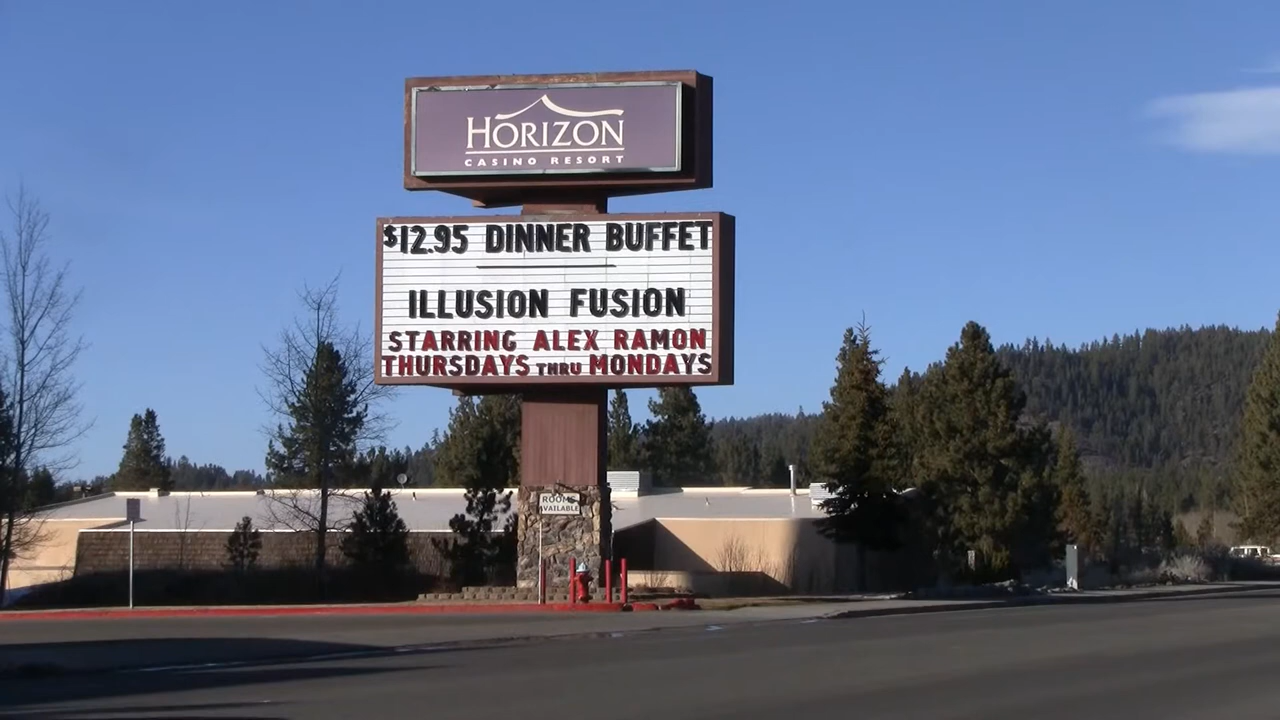 HORIZON
CASINO RESORT
$12.95 DINNER BUFFET
ILLUSION FUSION
STARRING ALEX RAMON
THURSDAYS THRU MONDAYS
ROOMS
AVAILABLE